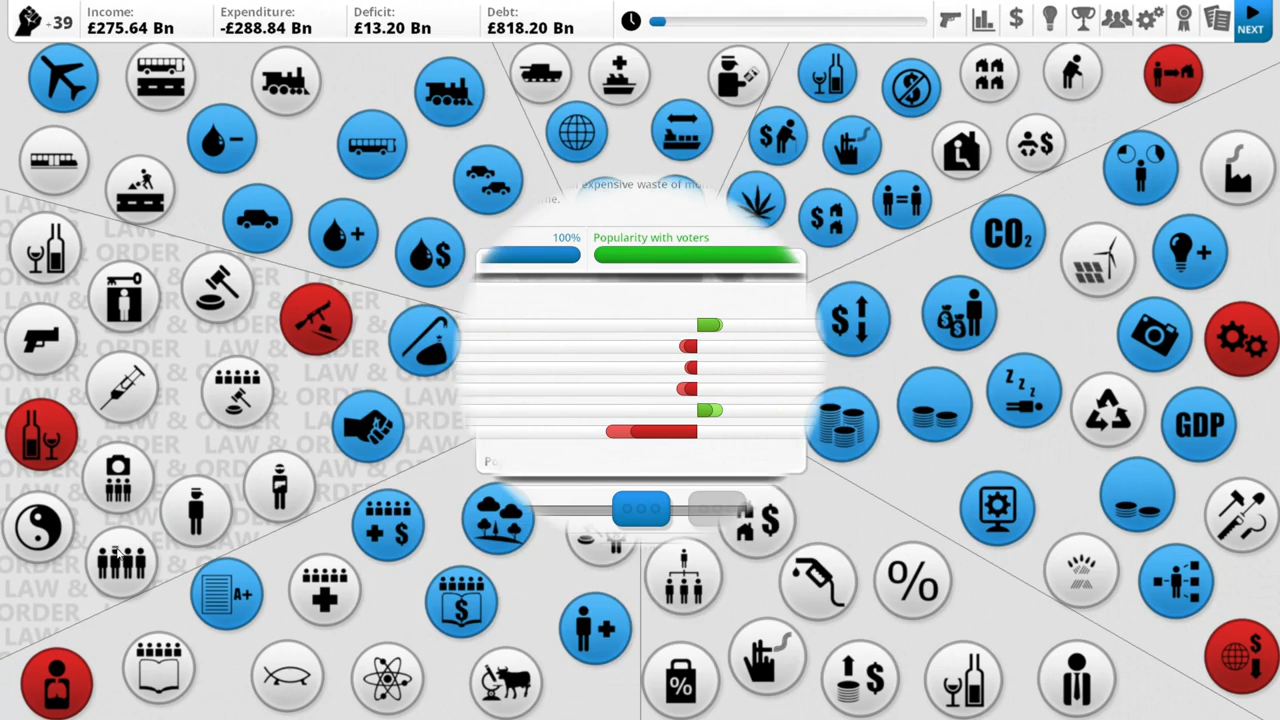 +39
Income:
£275.64 Bn
Expenditure:
-£288.84 Bn
Deficit:
£13.20 Bn
Debt:
£818.20 Bn
NEXT
expensive waste of
100%
Popularity with voters
LAW & ORDER
CO₂
GDP
A+
%